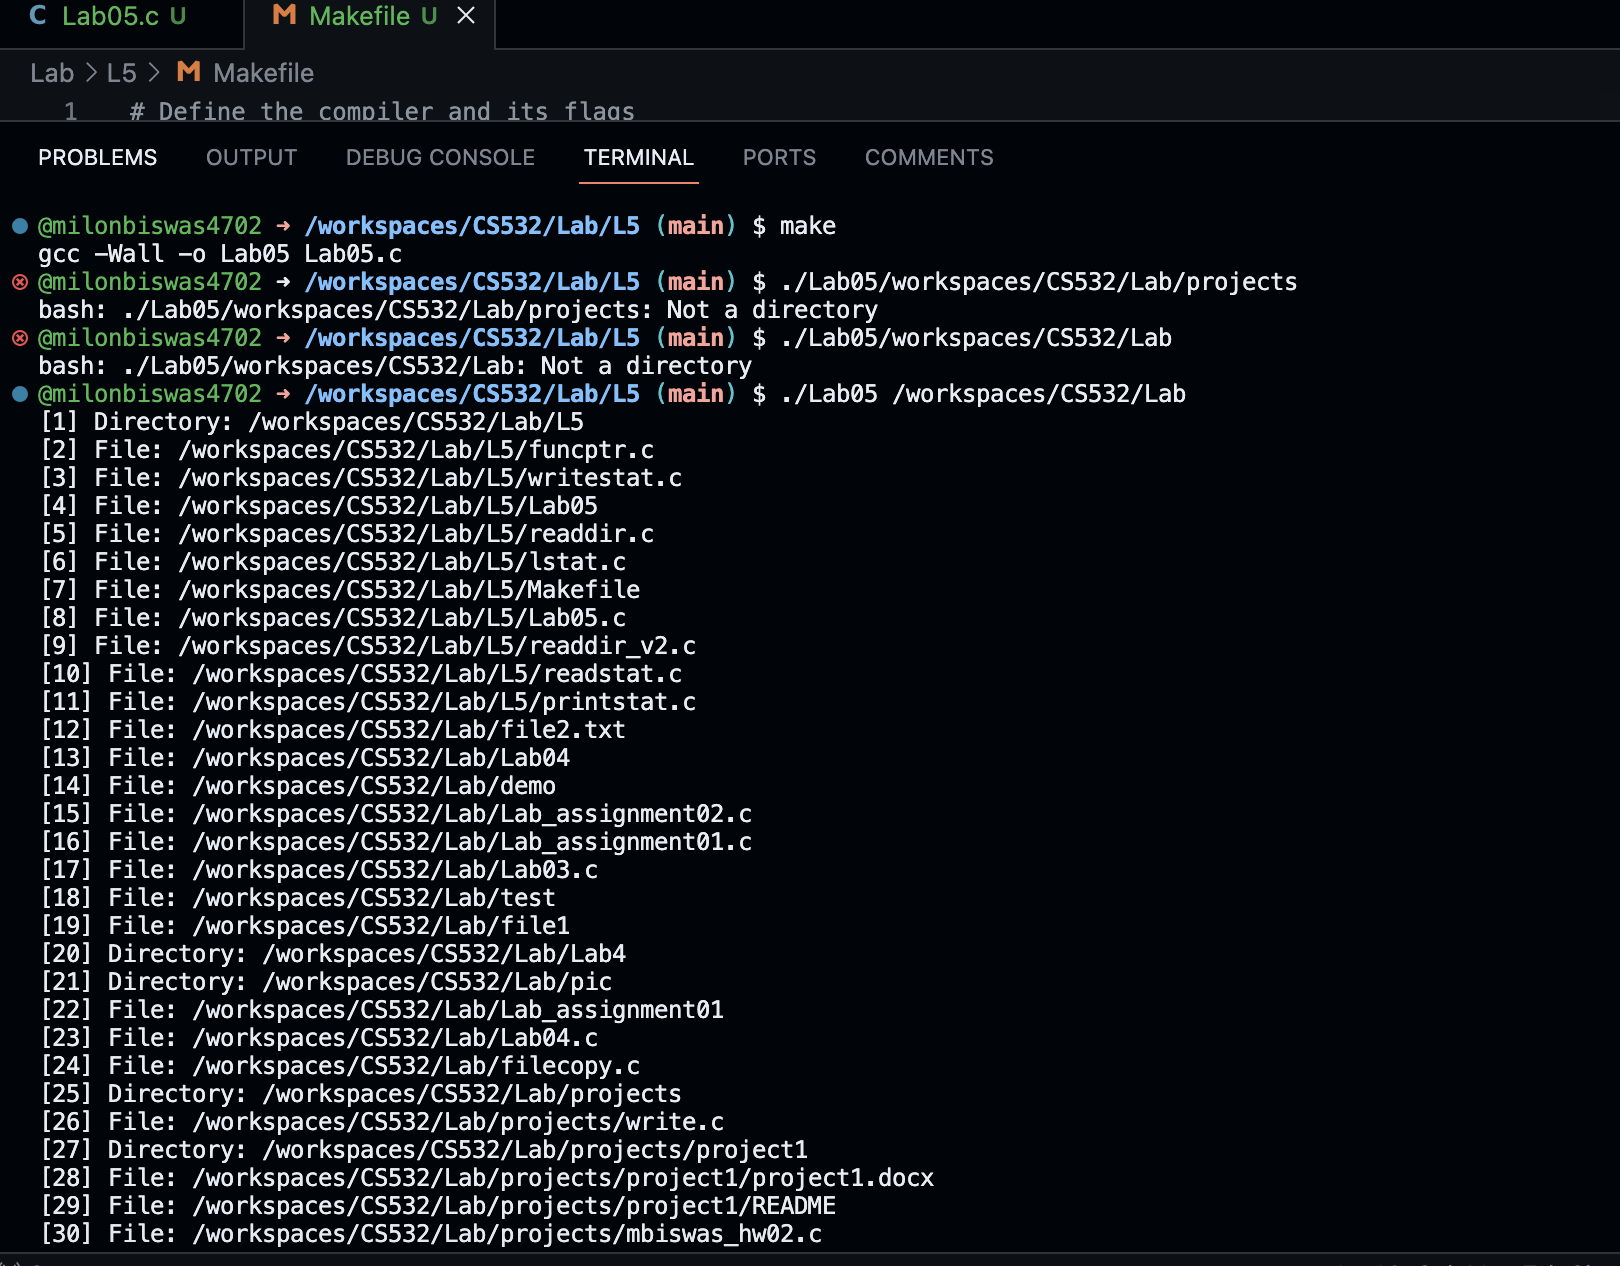 C Lab05.c U M Makefile U ×
Lab > L5 > M Makefile
1 # Define the compiler and its flags
PROBLEMS OUTPUT DEBUG CONSOLE TERMINAL PORTS COMMENTS
@milonbiswas4702 → /workspaces/CS532/Lab/L5 (main) $ make
gcc -Wall -o Lab05 Lab05.c
@milonbiswas4702 → /workspaces/CS532/Lab/L5 (main) $ ./Lab05/workspaces/CS532/Lab/projects
bash: ./Lab05/workspaces/CS532/Lab/projects: Not a directory
@milonbiswas4702 → /workspaces/CS532/Lab/L5 (main) $ ./Lab05/workspaces/CS532/Lab
bash: ./Lab05/workspaces/CS532/Lab: Not a directory
@milonbiswas4702 → /workspaces/CS532/Lab/L5 (main) $ ./Lab05 /workspaces/CS532/Lab
[1] Directory: /workspaces/CS532/Lab/L5
[2] File: /workspaces/CS532/Lab/L5/funcptr.c
[3] File: /workspaces/CS532/Lab/L5/writestat.c
[4] File: /workspaces/CS532/Lab/L5/Lab05
[5] File: /workspaces/CS532/Lab/L5/readdir.c
[6] File: /workspaces/CS532/Lab/L5/lstat.c
[7] File: /workspaces/CS532/Lab/L5/Makefile
[8] File: /workspaces/CS532/Lab/L5/Lab05.c
[9] File: /workspaces/CS532/Lab/L5/readdir_v2.c
[10] File: /workspaces/CS532/Lab/L5/readstat.c
[11] File: /workspaces/CS532/Lab/L5/printstat.c
[12] File: /workspaces/CS532/Lab/file2.txt
[13] File: /workspaces/CS532/Lab/Lab04
[14] File: /workspaces/CS532/Lab/demo
[15] File: /workspaces/CS532/Lab/Lab_assignment02.c
[16] File: /workspaces/CS532/Lab/Lab_assignment01.c
[17] File: /workspaces/CS532/Lab/Lab03.c
[18] File: /workspaces/CS532/Lab/test
[19] File: /workspaces/CS532/Lab/file1
[20] Directory: /workspaces/CS532/Lab/Lab4
[21] Directory: /workspaces/CS532/Lab/pic
[22] File: /workspaces/CS532/Lab/Lab_assignment01
[23] File: /workspaces/CS532/Lab/Lab04.c
[24] File: /workspaces/CS532/Lab/filecopy.c
[25] Directory: /workspaces/CS532/Lab/projects
[26] File: /workspaces/CS532/Lab/projects/write.c
[27] Directory: /workspaces/CS532/Lab/projects/project1
[28] File: /workspaces/CS532/Lab/projects/project1/project1.docx
[29] File: /workspaces/CS532/Lab/projects/project1/README
[30] File: /workspaces/CS532/Lab/projects/mbiswas_hw02.c